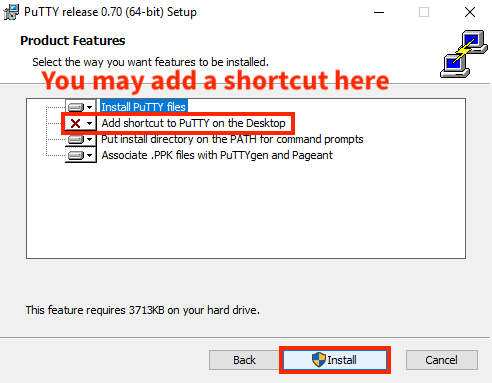 PuTTY release 0.70 (64-bit) Setup
Product Features
Select the way you want features to be installed.
You may add a shortcut here
Install PuTTY files
Add shortcut to PuTTY on the Desktop
Put install directory on the PATH for command prompts
Associate .PPK files with PuTTYgen and Pageant
This feature requires 3713KB on your hard drive.
Back Install Cancel